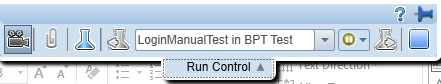 ?
LoginManualTest in BPT Test
Run Control ▲
Text Direction